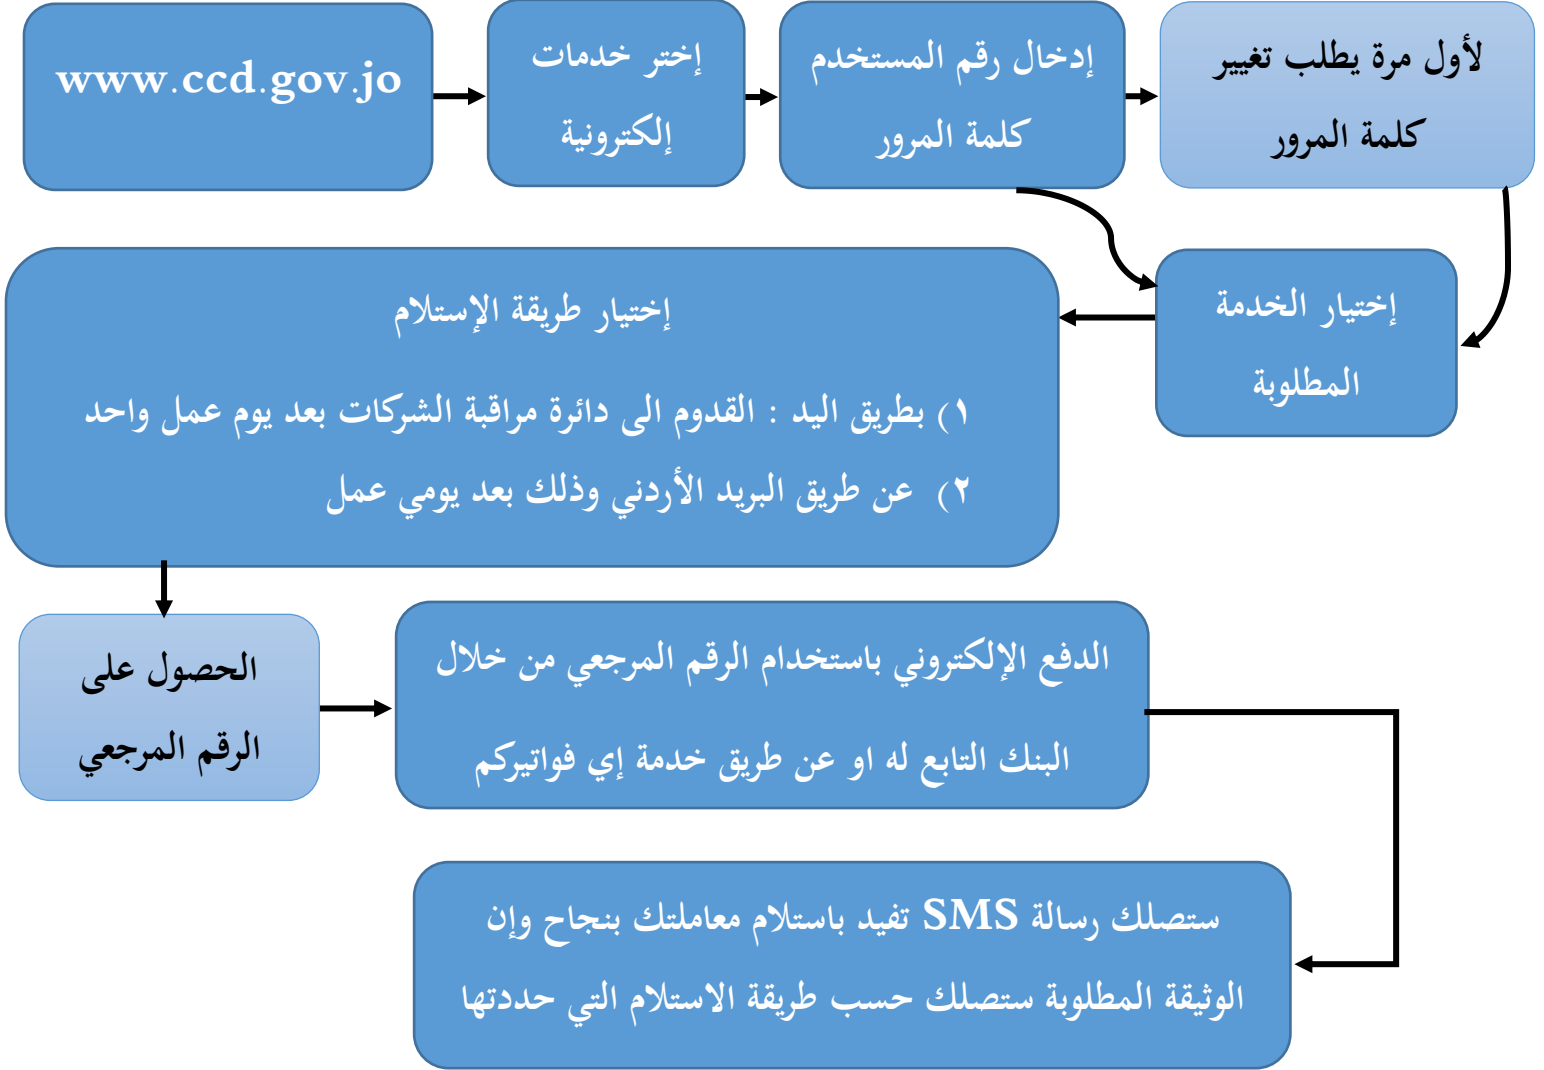 www.ccd.gov.jo
إختر خدمات
إلكترونية
إدخال رقم المستخدم
كلمة المرور
لأول مرة يطلب تغيير
كلمة المرور
إختيار الخدمة
المطلوبة
إختيار طريقة الإستلام
١) بطريق اليد : القدوم الى دائرة مراقبة الشركات بعد يوم عمل واحد
٢) عن طريق البريد الأردني وذلك بعد يومي عمل
الحصول على
الرقم المرجعي
الدفع الإلكتروني باستخدام الرقم المرجعي من خلال
البنك التابع له او عن طريق خدمة إي فواتيركم
ستصلك رسالة SMS تفيد باستلام معاملتك بنجاح وإن
الوثيقة المطلوبة ستصلك حسب طريقة الاستلام التي حددتها